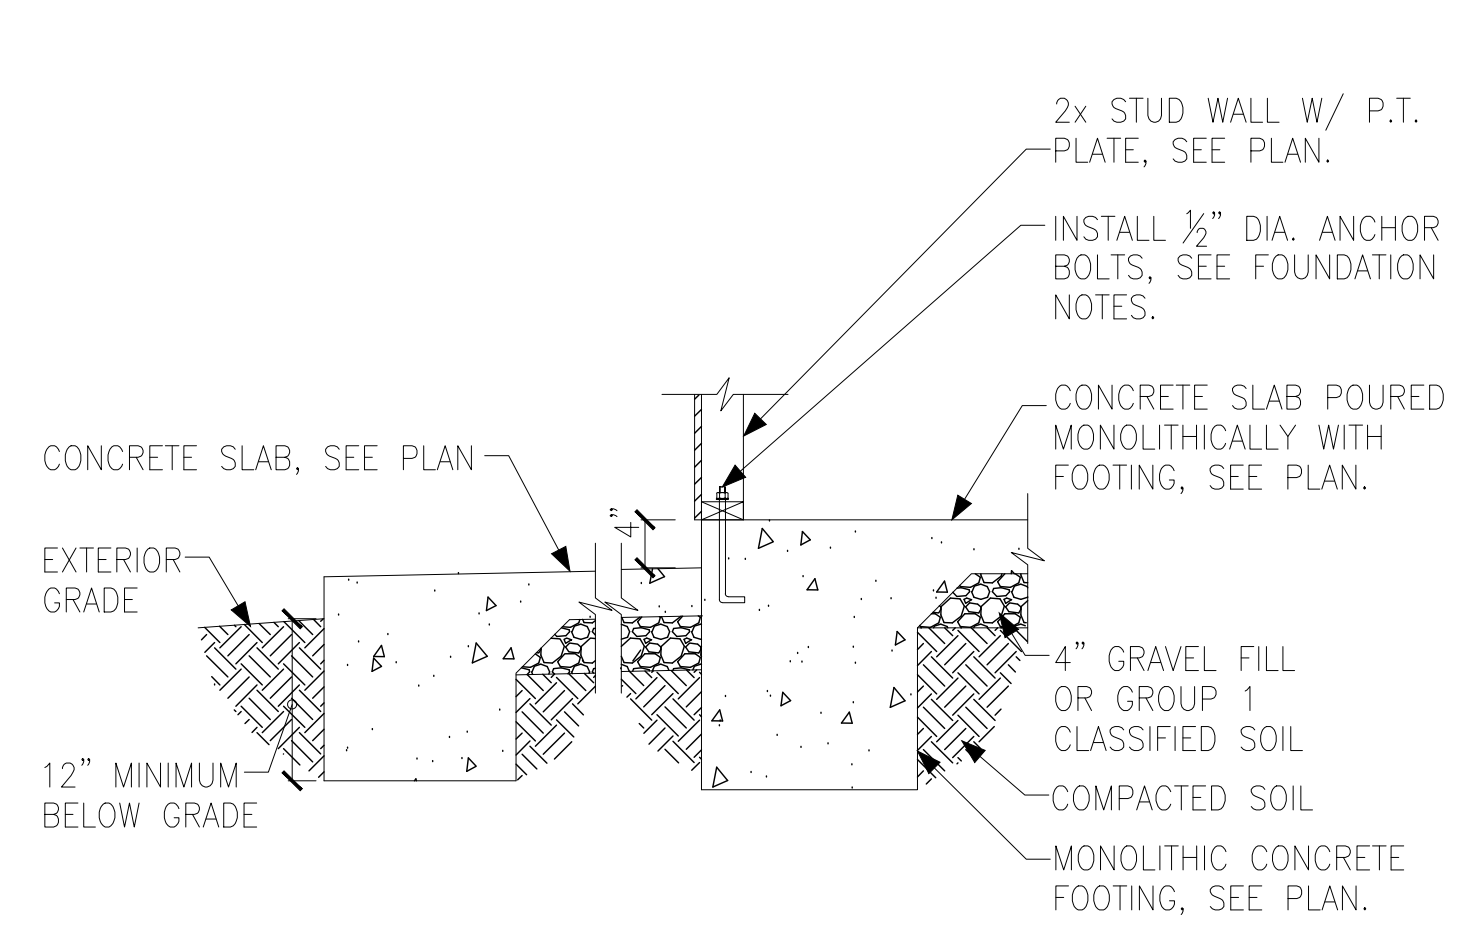 2x STUD WALL W/ P.T.
PLATE, SEE PLAN.
INSTALL ½" DIA. ANCHOR
BOLTS, SEE FOUNDATION
NOTES.
CONCRETE SLAB POURED
MONOLITHICALLY WITH
FOOTING, SEE PLAN.
CONCRETE SLAB, SEE PLAN
4"
EXTERIOR
GRADE
12" MINIMUM
BELOW GRADE
4" GRAVEL FILL
OR GROUP 1
CLASSIFIED SOIL
COMPACTED SOIL
MONOLITHIC CONCRETE
FOOTING, SEE PLAN.